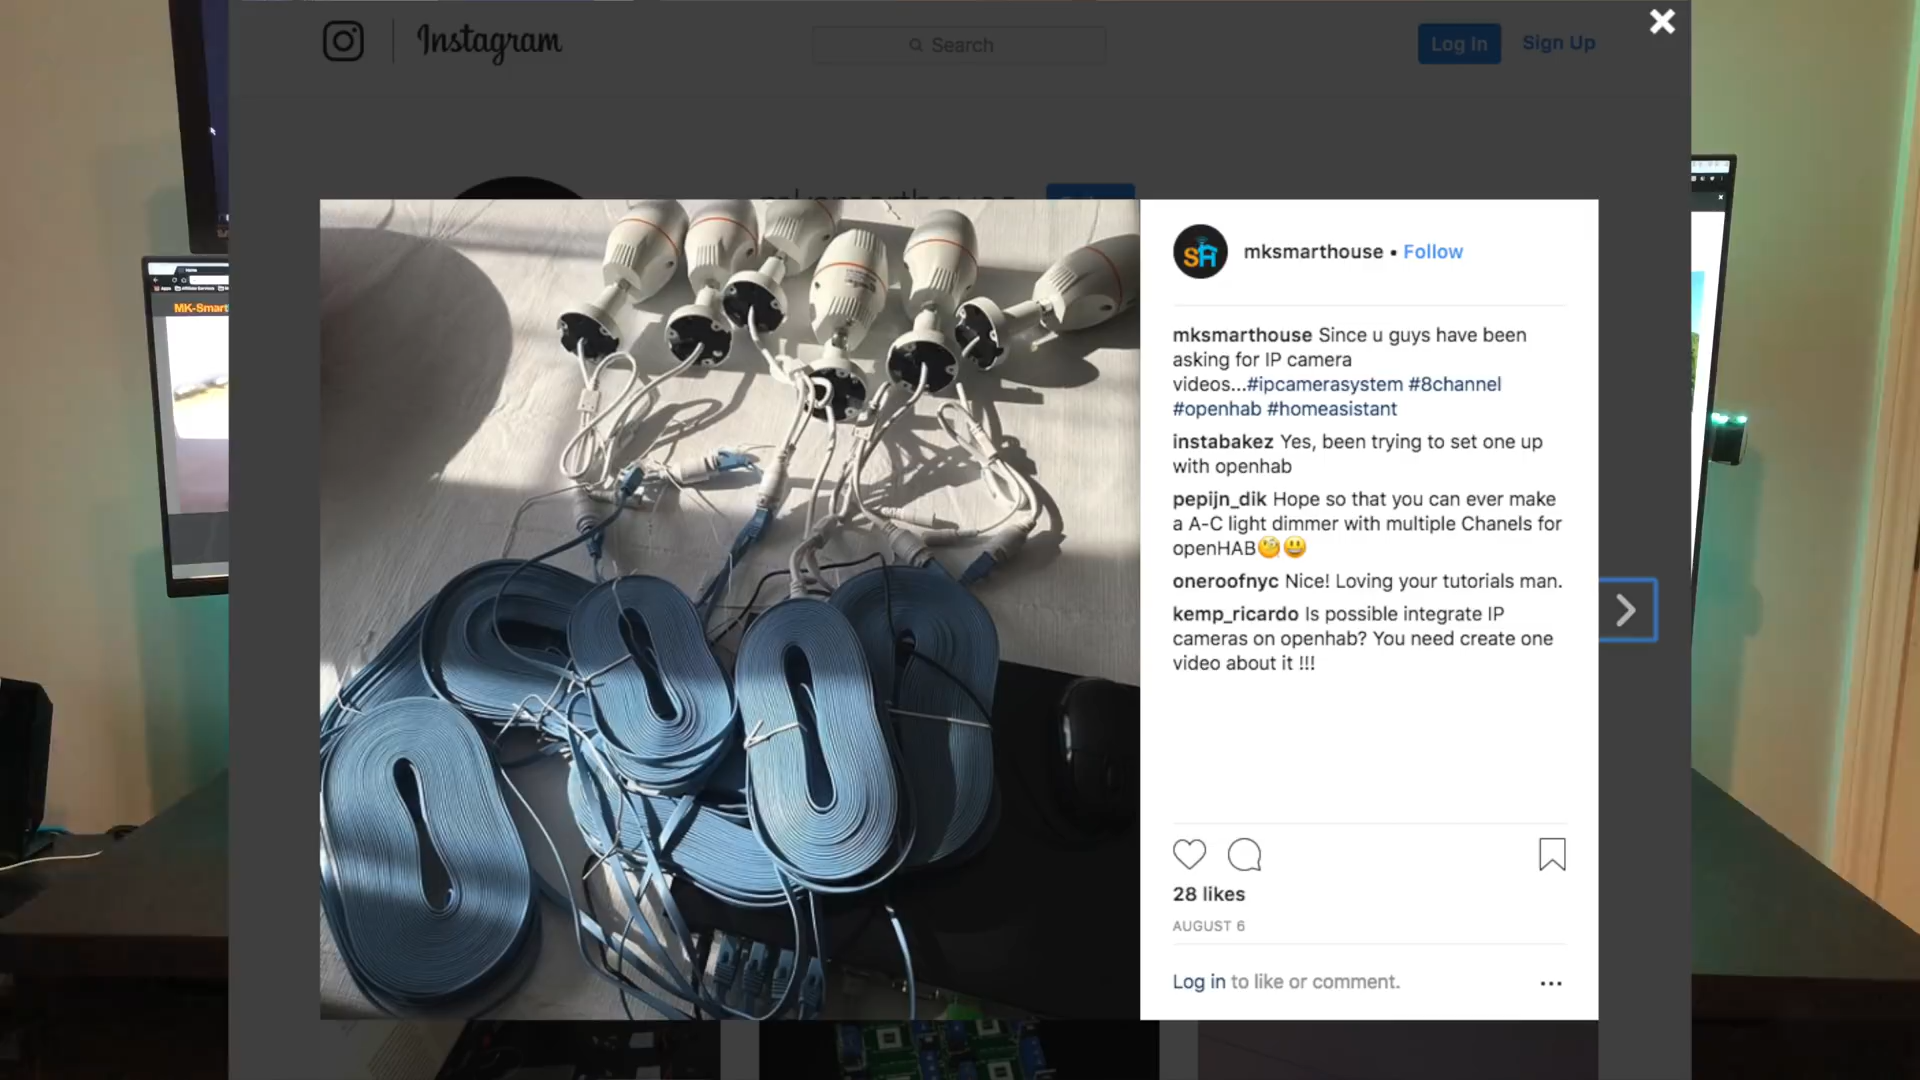 Instagram
Search
Log In
Sign Up
MK-Smart
SH
mksmarthouse • Follow
mksmarthouse Since u guys have been
asking for IP camera
videos...#ipcamerasystem #8channel
#openhab #homeasistant
instabakez Yes, been trying to set one up
with openhab
pepijn_dik Hope so that you can ever make
a A-C light dimmer with multiple Chanels for
openHAB🧐😃
oneroofnyc Nice! Loving your tutorials man.
kemp_ricardo Is possible integrate IP
cameras on openhab? You need create one
video about it !!!
28 likes
AUGUST 6
Log in to like or comment.